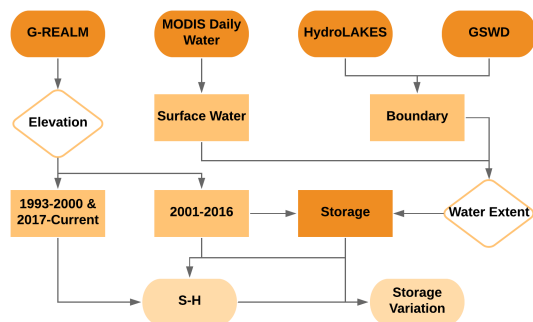 G-REALM
MODIS Daily
Water
HydroLAKES
GSWD
Elevation
Surface Water
Boundary
1993-2000 &
2017-Current
2001-2016
Storage
Water Extent
S-H
Storage
Variation